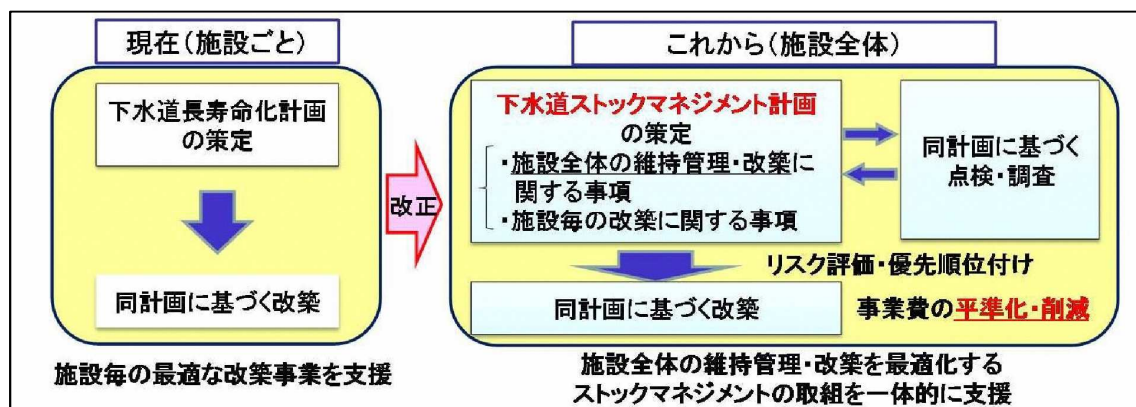 現在(施設ごと)
下水道長寿命化計画
の策定
同計画に基づく改築
施設毎の最適な改築事業を支援
改正
これから(施設全体)
下水道ストックマネジメント計画
の策定
・施設全体の維持管理・改築に
関する事項
・施設毎の改築に関する事項
同計画に基づく
点検・調査
リスク評価・優先順位付け
同計画に基づく改築
事業費の平準化・削減
施設全体の維持管理・改築を最適化する
ストックマネジメントの取組を一体的に支援